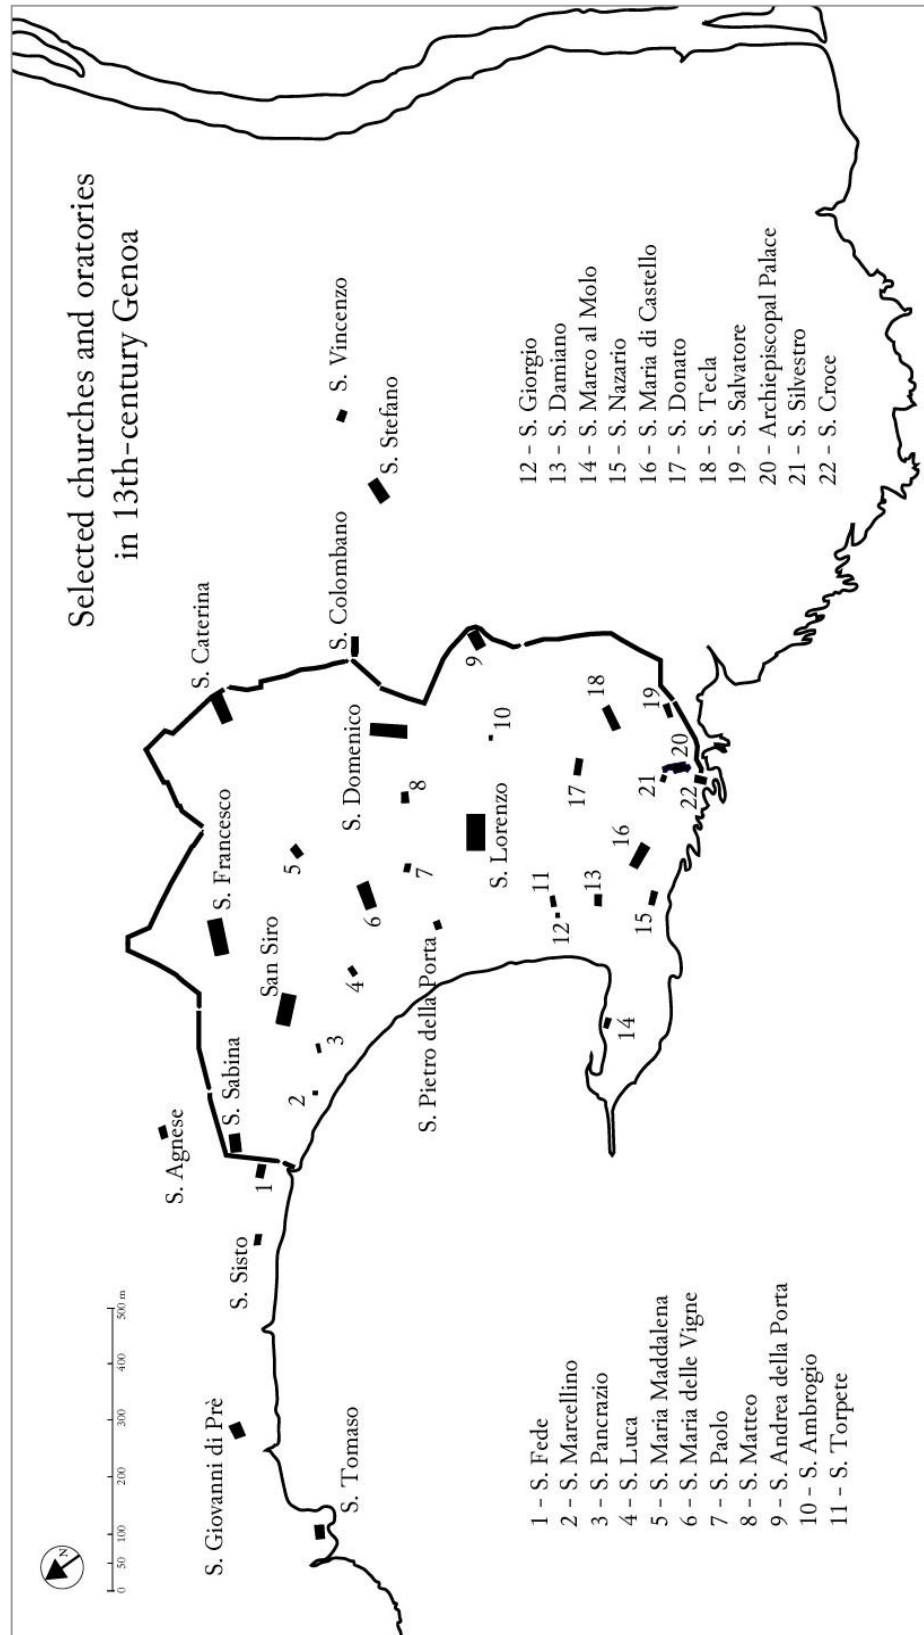 Selected churches and oratories
in 13th-century Genoa
N
0 50 100 200 300 400 500 m
S. Giovanni di Prè
S. Tomaso
S. Sisto
S. Agnese
1
S. Sabina
2
3
San Siro
4
S. Francesco
5
6
7
S. Pietro della Porta
8
S. Domenico
S. Caterina
S. Colombano
S. Stefano
S. Vincenzo
9
10
S. Lorenzo
11
12
13
14
15
16
17
18
19
20
21
22
1 - S. Fede
2 - S. Marcellino
3 - S. Pancrazio
4 - S. Luca
5 - S. Maria Maddalena
6 - S. Maria delle Vigne
7 - S. Paolo
8 - S. Matteo
9 - S. Andrea della Porta
10 - S. Ambrogio
11 - S. Torpete
12 - S. Giorgio
13 - S. Damiano
14 - S. Marco al Molo
15 - S. Nazario
16 - S. Maria di Castello
17 - S. Donato
18 - S. Tecla
19 - S. Salvatore
20 - Archiepiscopal Palace
21 - S. Silvestro
22 - S. Croce